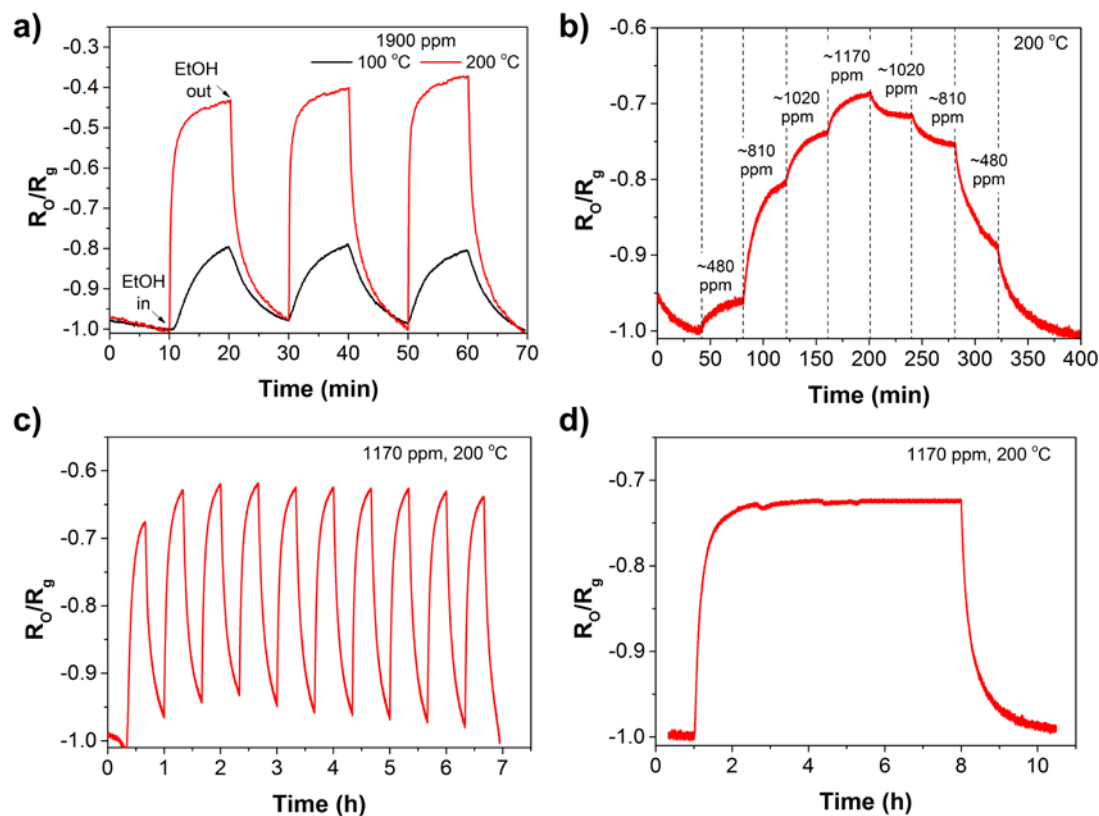 a)
1900 ppm
100 °C 200 °C
EtOH
out
EtOH
in
-0.3
-0.4
-0.5
-0.6
-0.7
-0.8
-0.9
-1.0
0 10 20 30 40 50 60 70
Time (min)
R_O/R_g
b)
200 °C
~480
ppm
~810
ppm
~1020
ppm
~1170
ppm
~1020
ppm
~810
ppm
~480
ppm
-0.6
-0.7
-0.8
-0.9
-1.0
0 50 100 150 200 250 300 350 400
Time (min)
R_O/R_g
c)
1170 ppm, 200 °C
-0.6
-0.7
-0.8
-0.9
-1.0
0 1 2 3 4 5 6 7
Time (h)
R_O/R_g
d)
1170 ppm, 200 °C
-0.7
-0.8
-0.9
-1.0
0 2 4 6 8 10
Time (h)
R_O/R_g